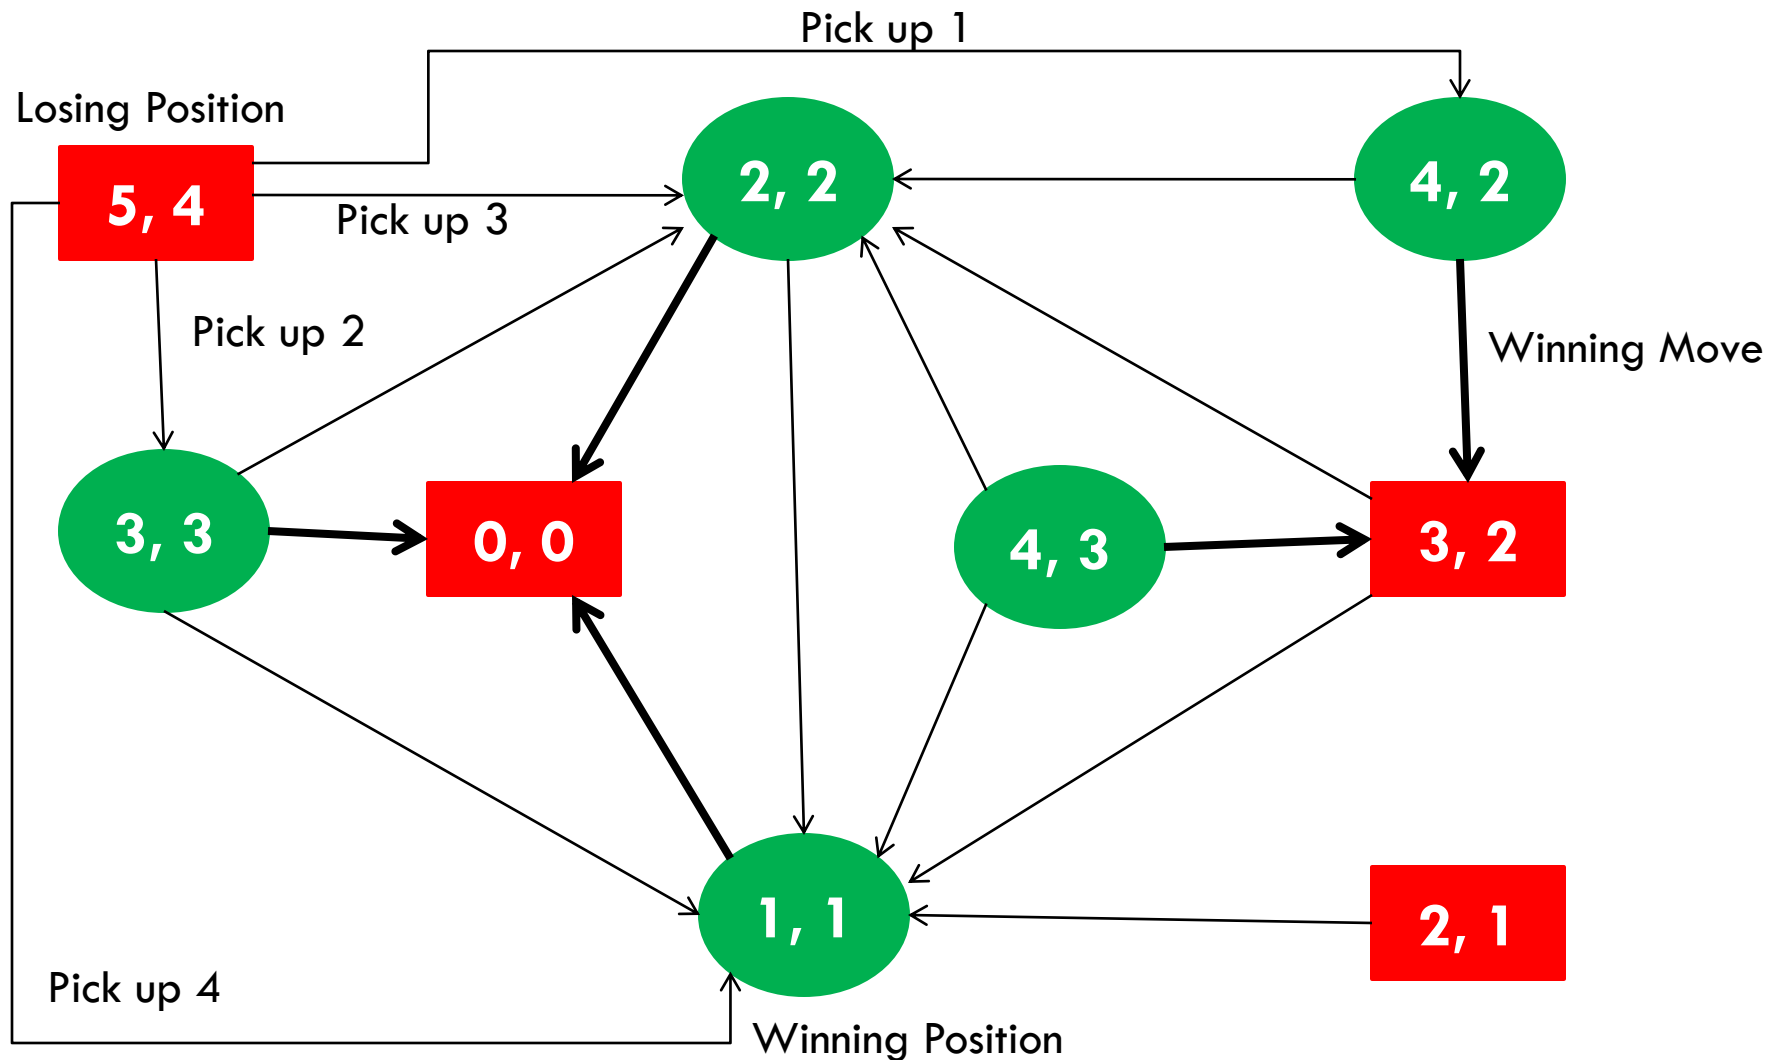 Pick up 1
Losing Position
5, 4
2, 2
4, 2
Pick up 3
Pick up 2
Winning Move
3, 3
0, 0
4, 3
3, 2
1, 1
2, 1
Pick up 4
Winning Position